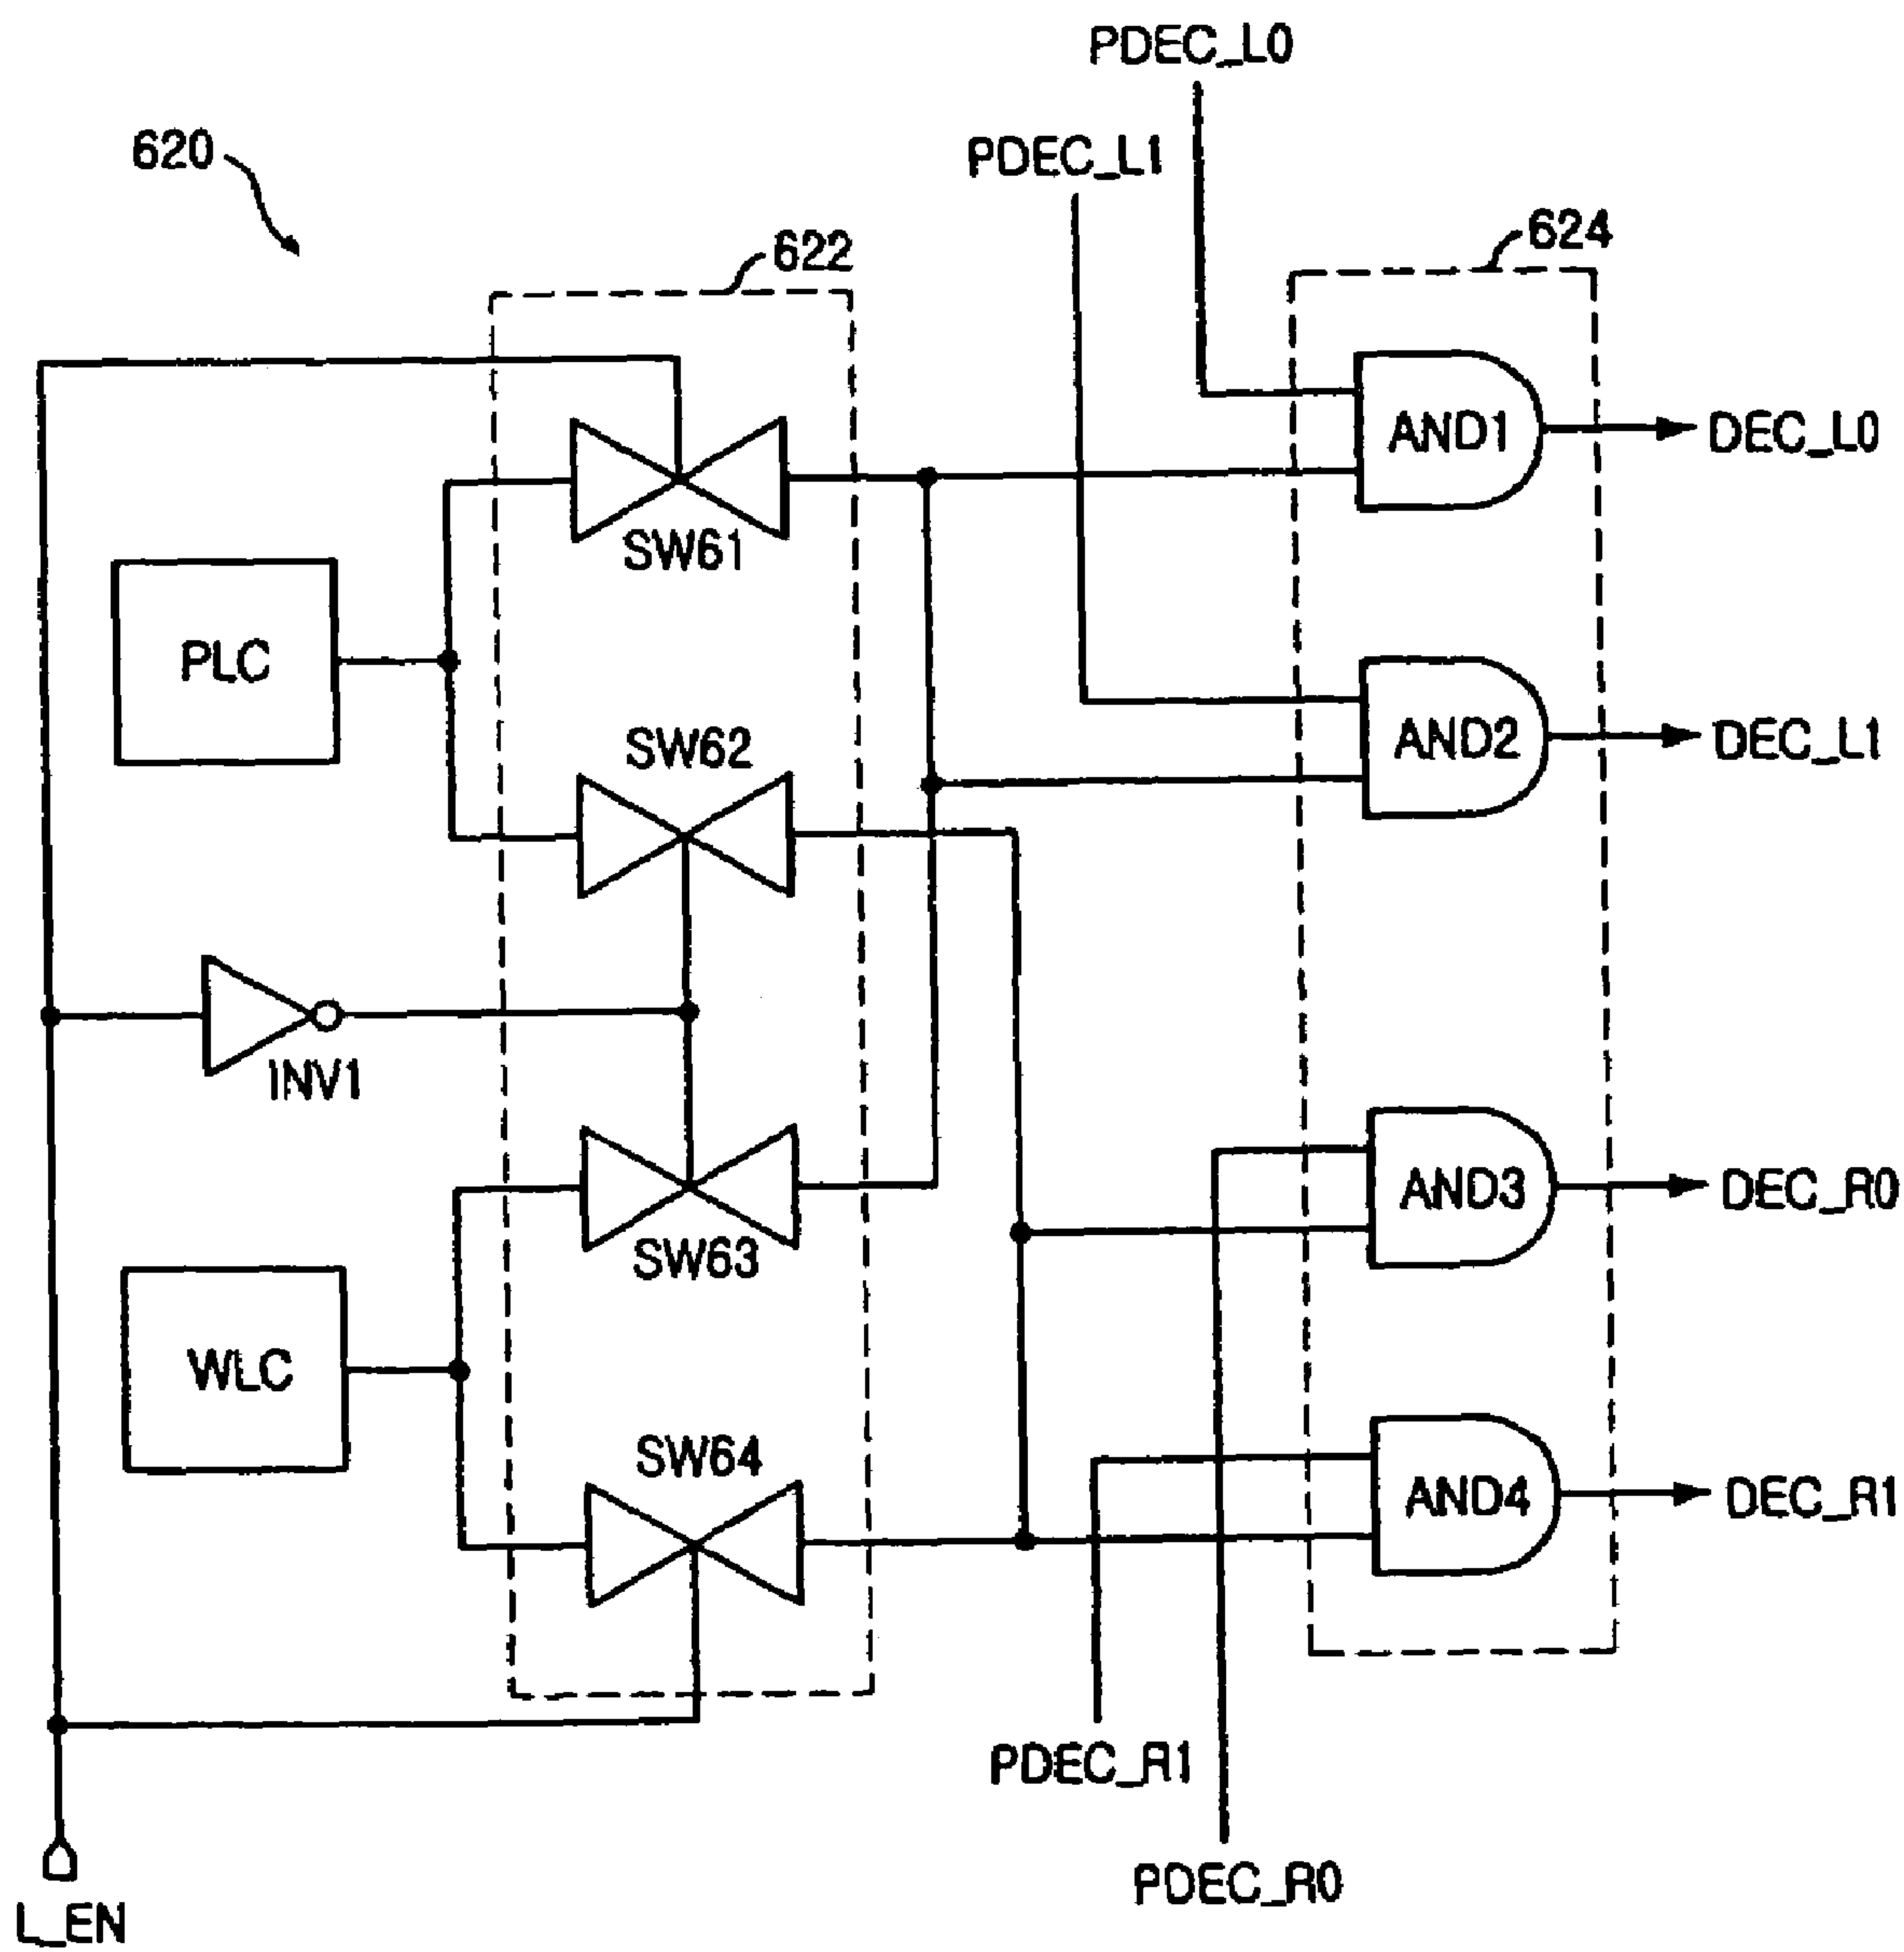 PDEC_L0
620
PDEC_L1
622
624
AND1
DEC_L0
SW61
PLC
SW62
AND2
DEC_L1
INV1
SW63
AND3
DEC_R0
WLC
SW64
AND4
DEC_R1
PDEC_R1
PDEC_R0
L_EN